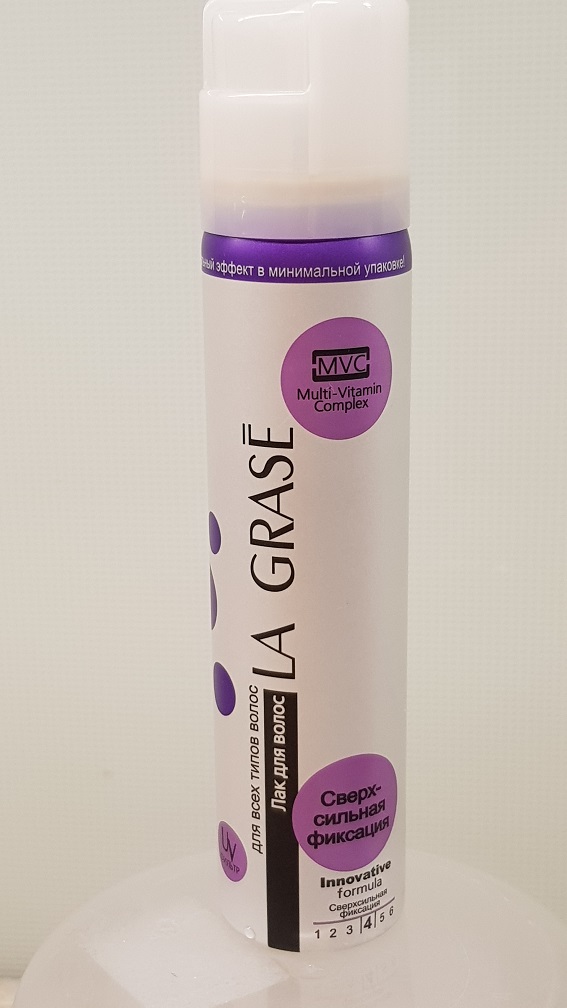 эффект в минимальной упаковке!
MVC
Multi-Vitamin
Complex
LA GRASE
для всех типов волос
Лак для волос
Сверх-
сильная
фиксация
UV
Innovative
formula
Сверхсильная
фиксация
1 2 3 4 5 6